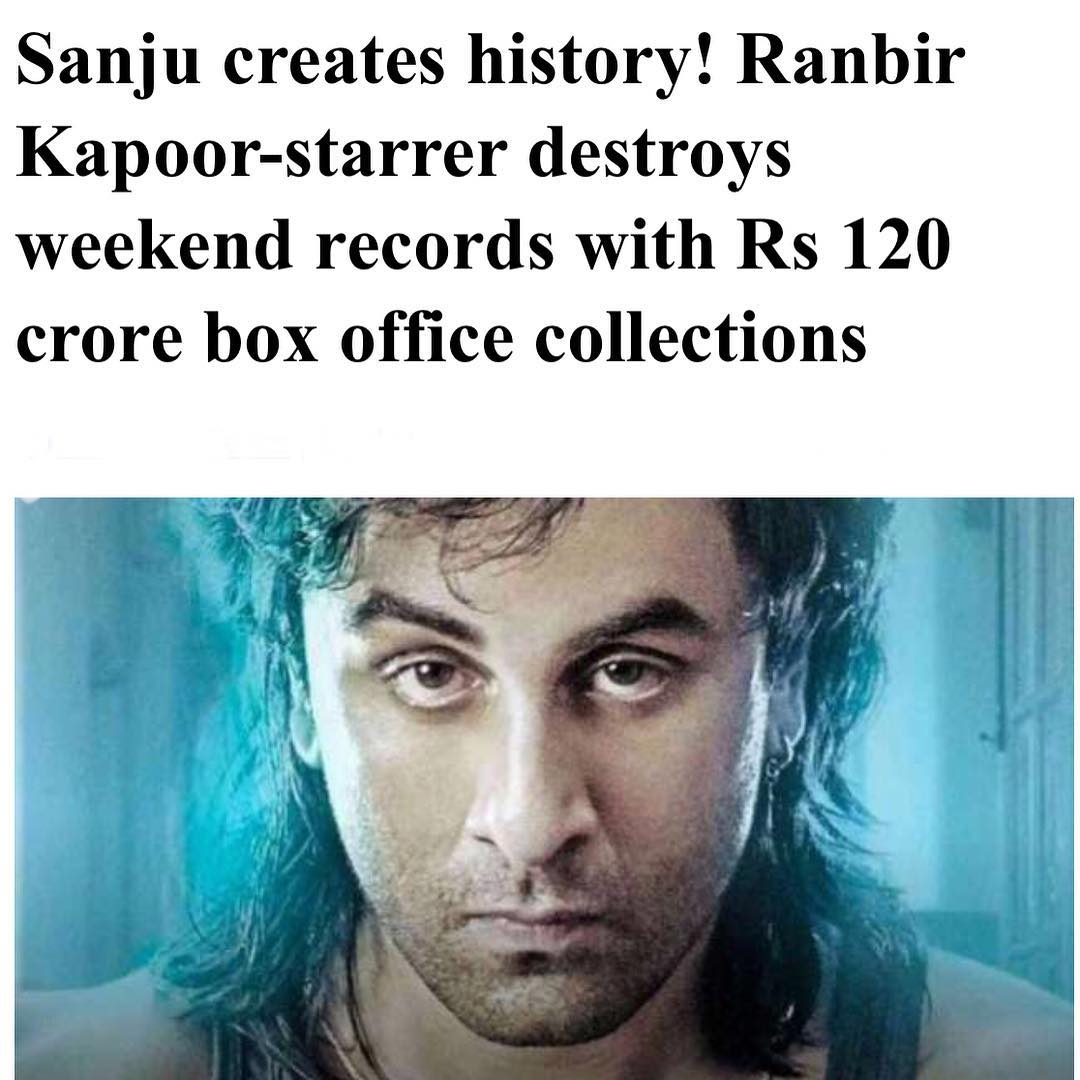 Sanju creates history! Ranbir
Kapoor-starrer destroys
weekend records with Rs 120
crore box office collections